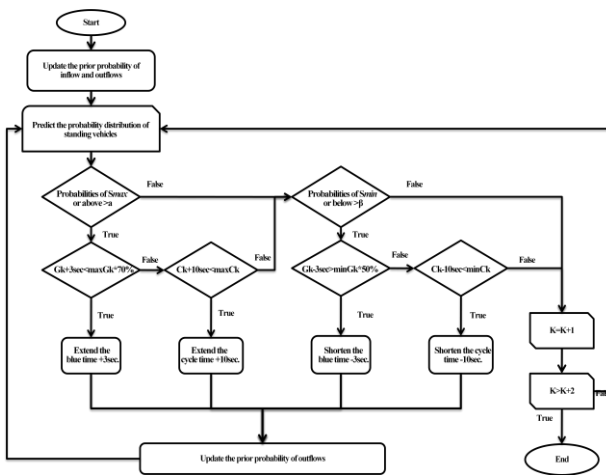 Start
Update the prior probability of
inflow and outflows
Predict the probability distribution of
standing vehicles
Probabilities of Smax
or above >a
False
Probabilities of Smin
or below >β
False
True
True
Gk+3sec<maxGk*70%
False
Ck+10sec<maxCk
False
Gk-3sec>minGk*50%
False
Ck-10sec<minCk
False
True
True
True
True
Extend the
blue time +3sec.
Extend the
cycle time +10sec.
Shorten the
blue time -3sec.
Shorten the cycle
time -10sec.
K=K+1
K>K+2
False
True
Update the prior probability of outflows
End